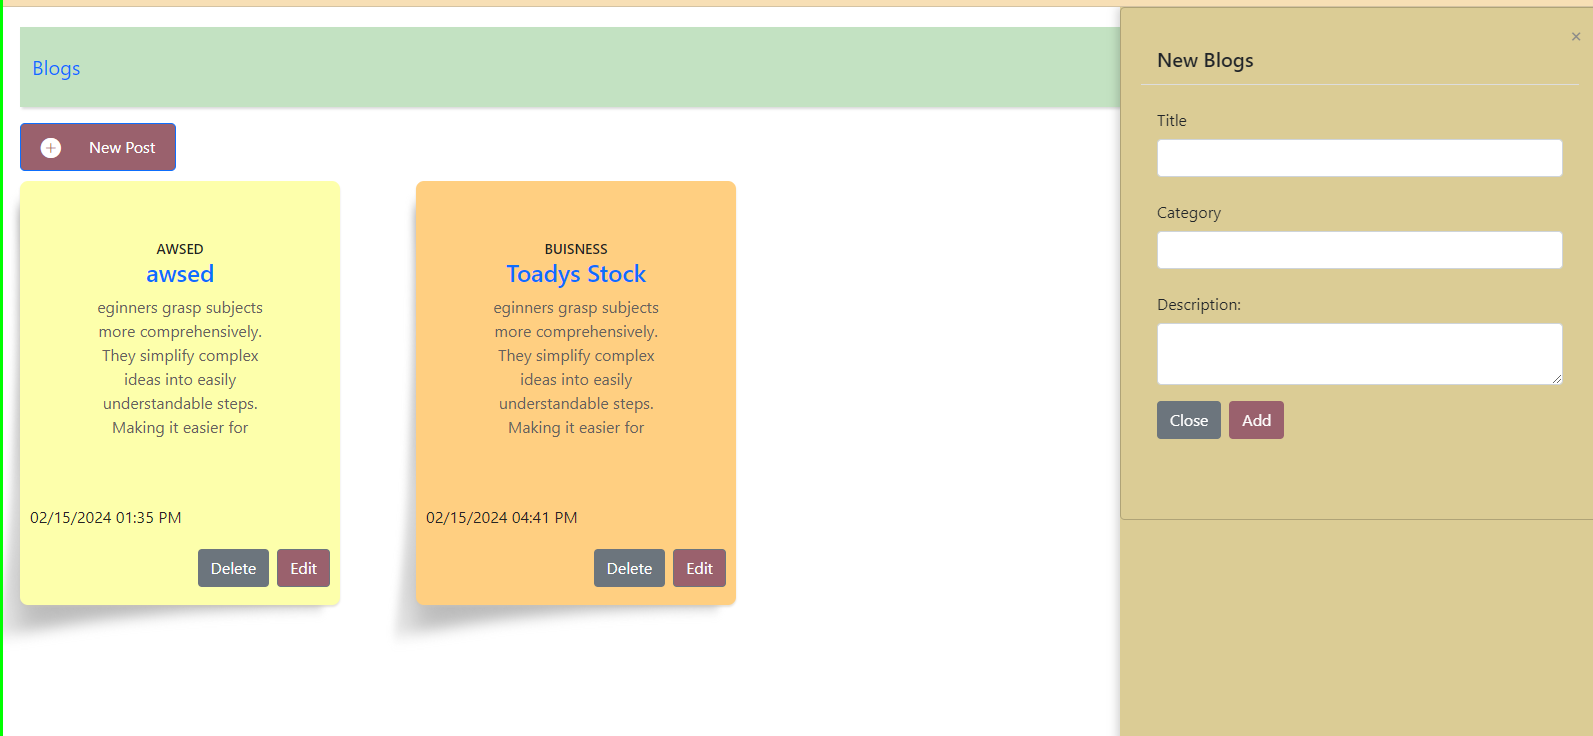 Blogs
New Post
AWSED
awsed
eginners grasp subjects
more comprehensively.
They simplify complex
ideas into easily
understandable steps.
Making it easier for
02/15/2024 01:35 PM
Delete
Edit
BUISNESS
Toadys Stock
eginners grasp subjects
more comprehensively.
They simplify complex
ideas into easily
understandable steps.
Making it easier for
02/15/2024 04:41 PM
Delete
Edit
×
New Blogs
Title
Category
Description:
Close
Add